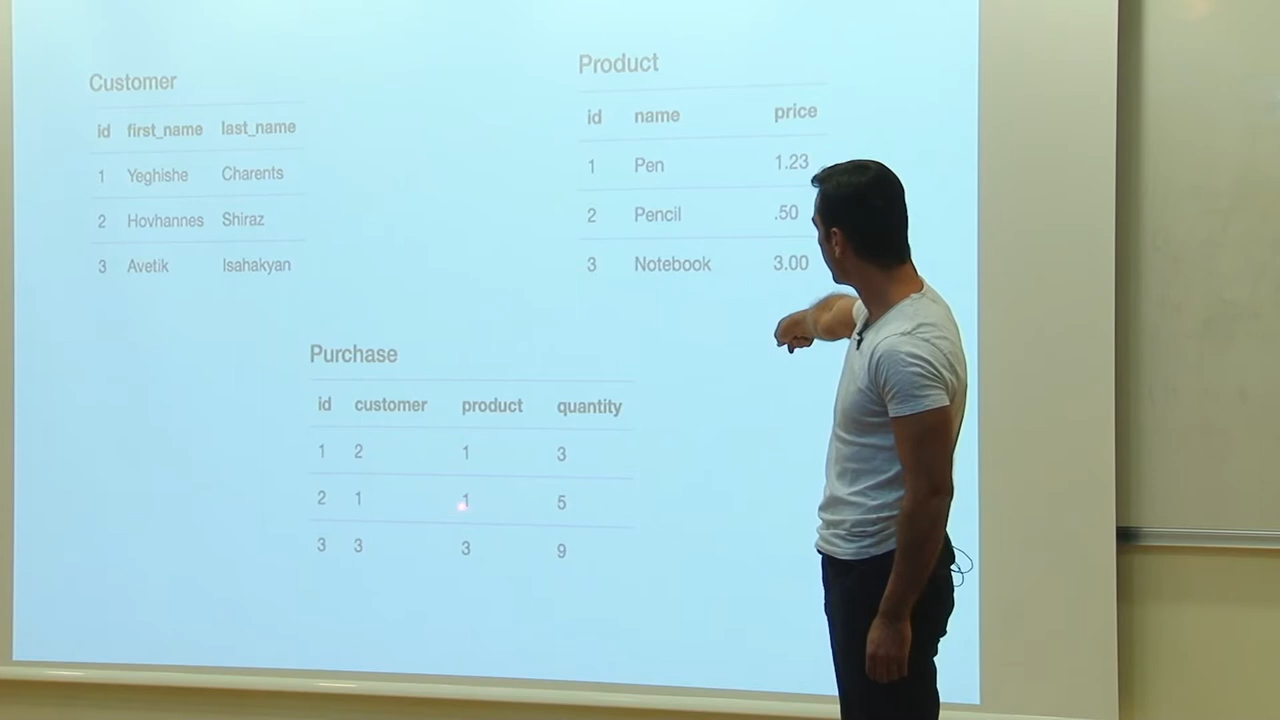 Customer
id first_name last_name
1 Yeghishe Charents
2 Hovhannes Shiraz
3 Avetik Isahakyan
Product
id name price
1 Pen 1.23
2 Pencil .50
3 Notebook 3.00
Purchase
id customer product quantity
1 2 1 3
2 1 1 5
3 3 3 9